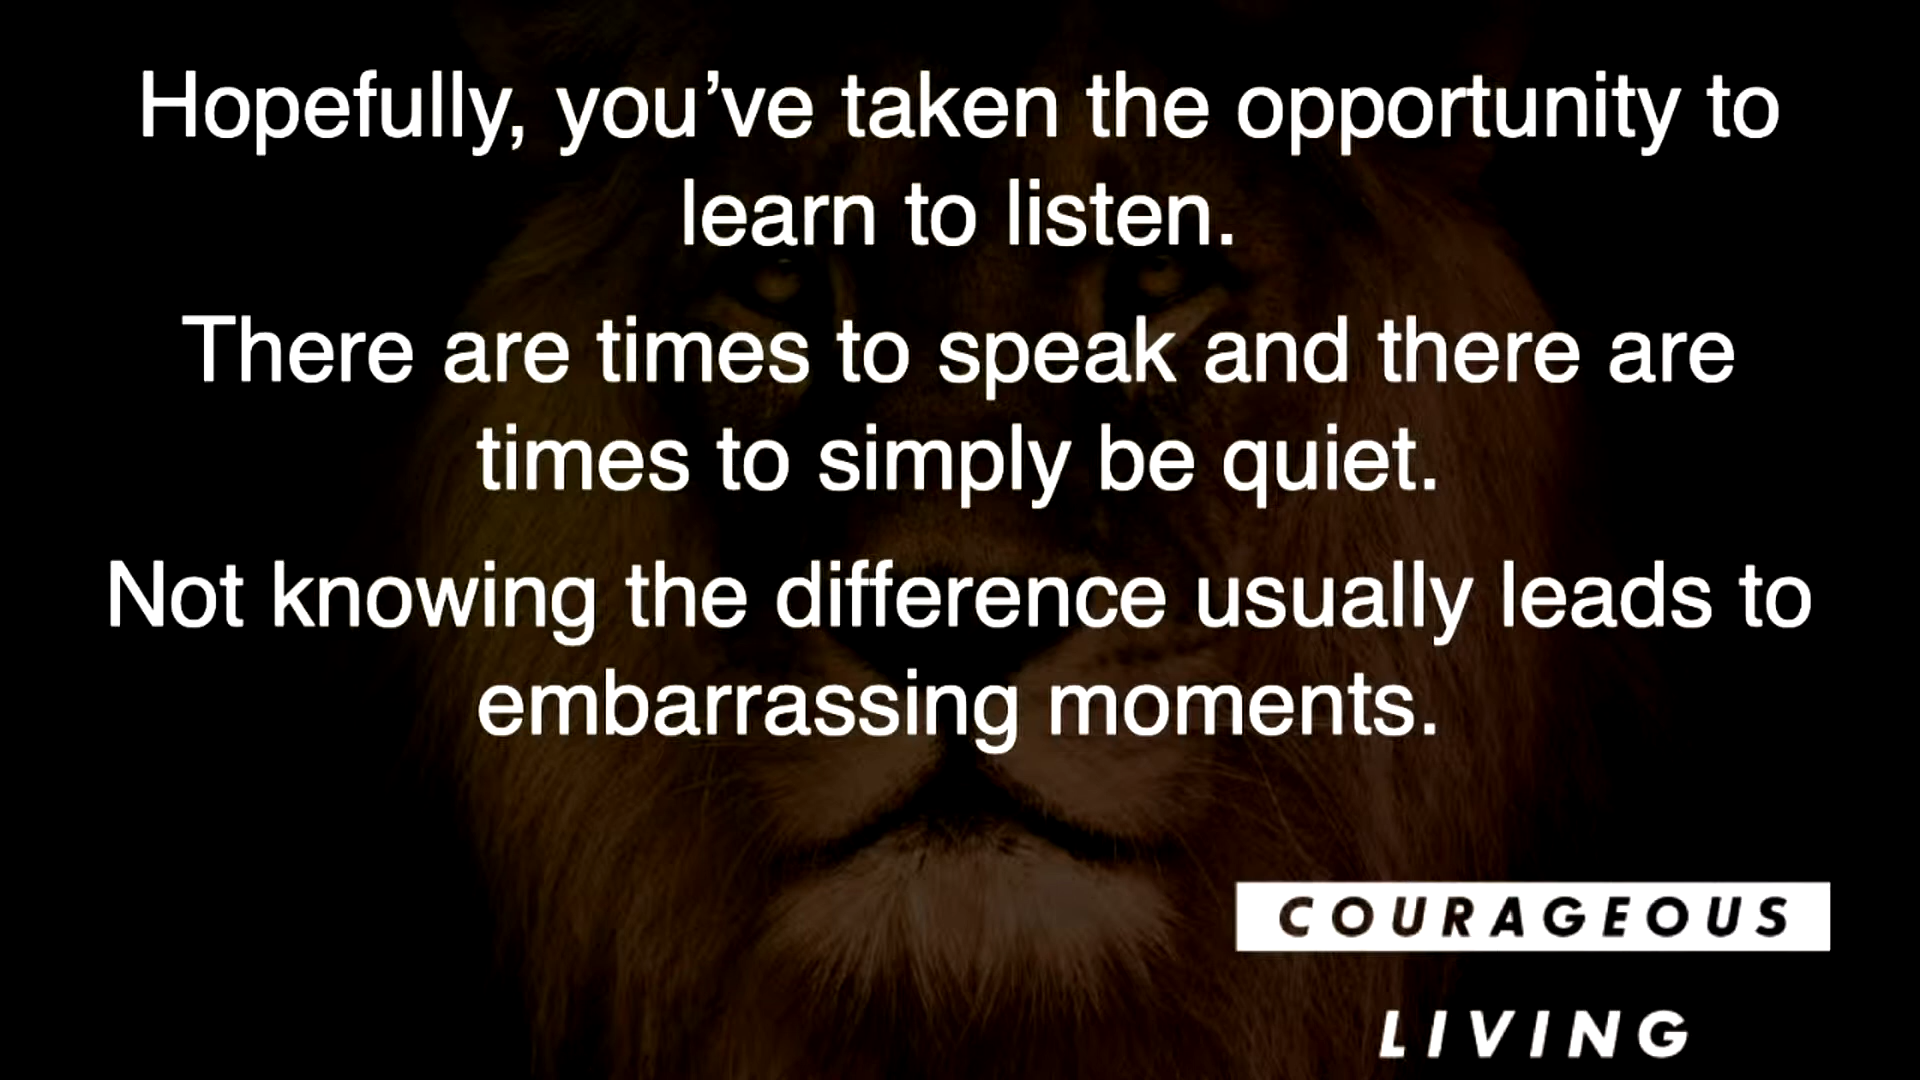 Hopefully, you’ve taken the opportunity to
learn to listen.
There are times to speak and there are
times to simply be quiet.
Not knowing the difference usually leads to
embarrassing moments.
COURAGEOUS
LIVING